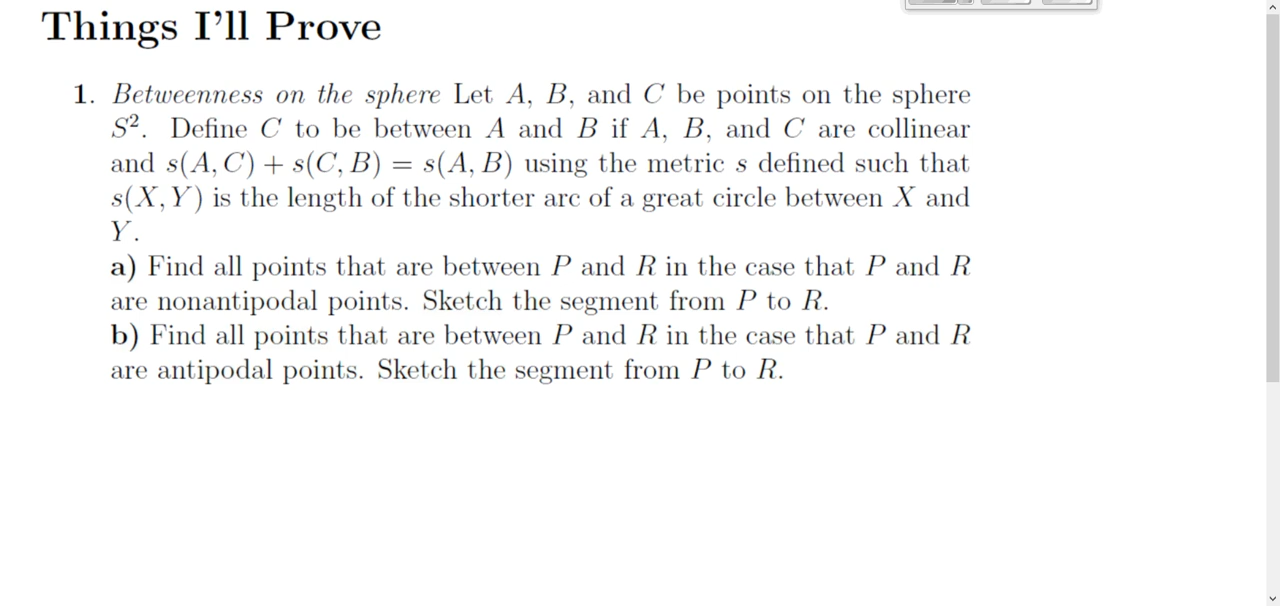 Things I'll Prove
1. Betweenness on the sphere Let A, B, and C be points on the sphere
S². Define C to be between A and B if A, B, and C are collinear
and s(A, C) + s(C, B) = s(A, B) using the metric s defined such that
s(X, Y) is the length of the shorter arc of a great circle between X and
Y.
a) Find all points that are between P and R in the case that P and R
are nonantipodal points. Sketch the segment from P to R.
b) Find all points that are between P and R in the case that P and R
are antipodal points. Sketch the segment from P to R.